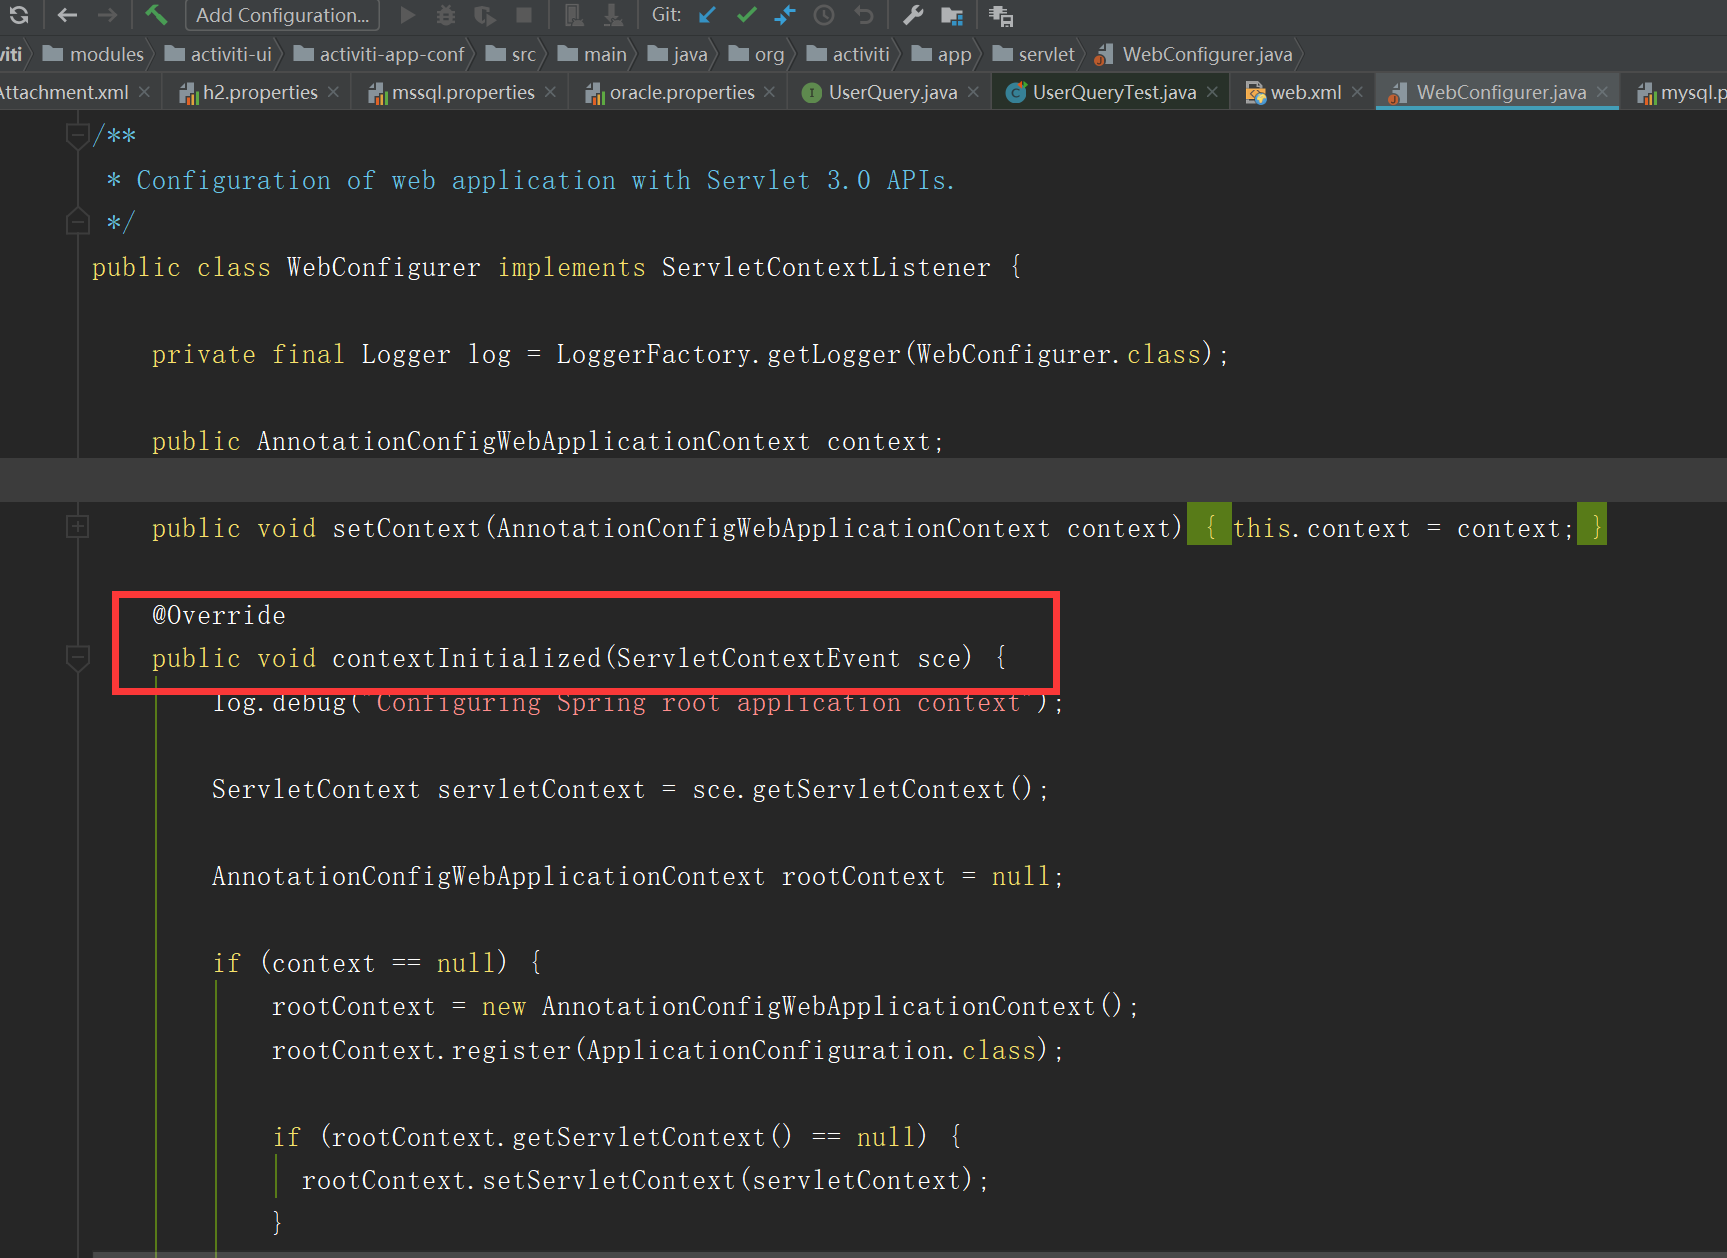 Add Configuration... Git:
viti modules activiti-ui activiti-app-conf src main java org activiti app servlet WebConfigurer.java
Attachment.xml h2.properties mssql.properties oracle.properties UserQuery.java UserQueryTest.java web.xml WebConfigurer.java mysql.p
/**
* Configuration of web application with Servlet 3.0 APIs.
*/
public class WebConfigurer implements ServletContextListener {
private final Logger log = LoggerFactory.getLogger(WebConfigurer.class);
public AnnotationConfigWebApplicationContext context;
public void setContext(AnnotationConfigWebApplicationContext context) { this.context = context; }
@Override
public void contextInitialized(ServletContextEvent sce) {
log.debug("Configuring Spring root application context");
ServletContext servletContext = sce.getServletContext();
AnnotationConfigWebApplicationContext rootContext = null;
if (context == null) {
rootContext = new AnnotationConfigWebApplicationContext();
rootContext.register(ApplicationConfiguration.class);
if (rootContext.getServletContext() == null) {
rootContext.setServletContext(servletContext);
}